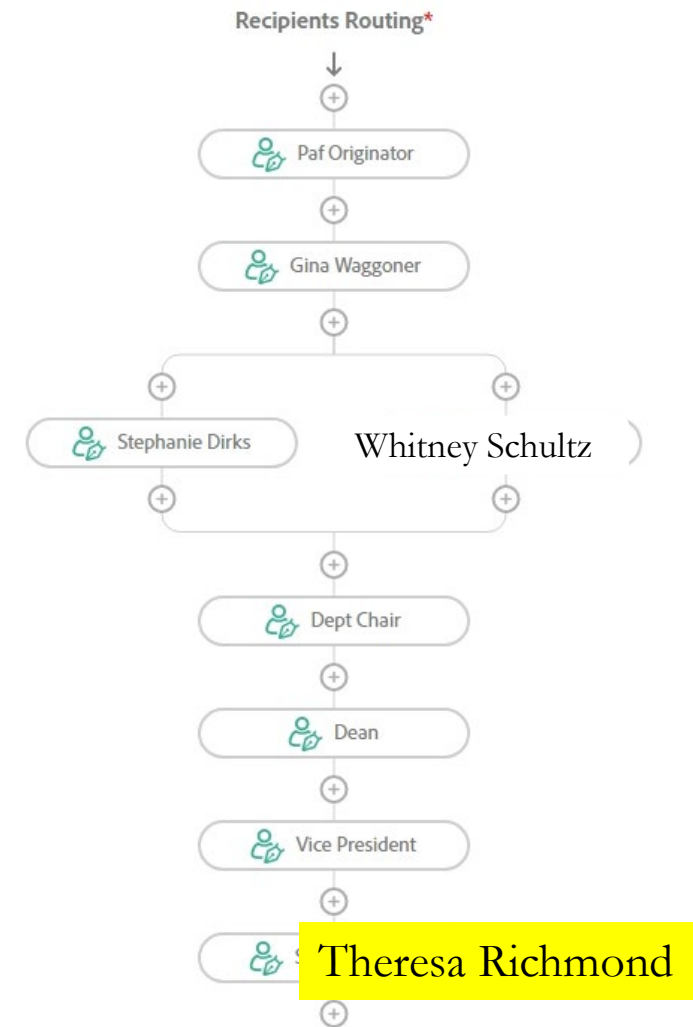 Recipients Routing*
Paf Originator
Gina Waggoner
Stephanie Dirks
Whitney Schultz
Dept Chair
Dean
Vice President
Theresa Richmond